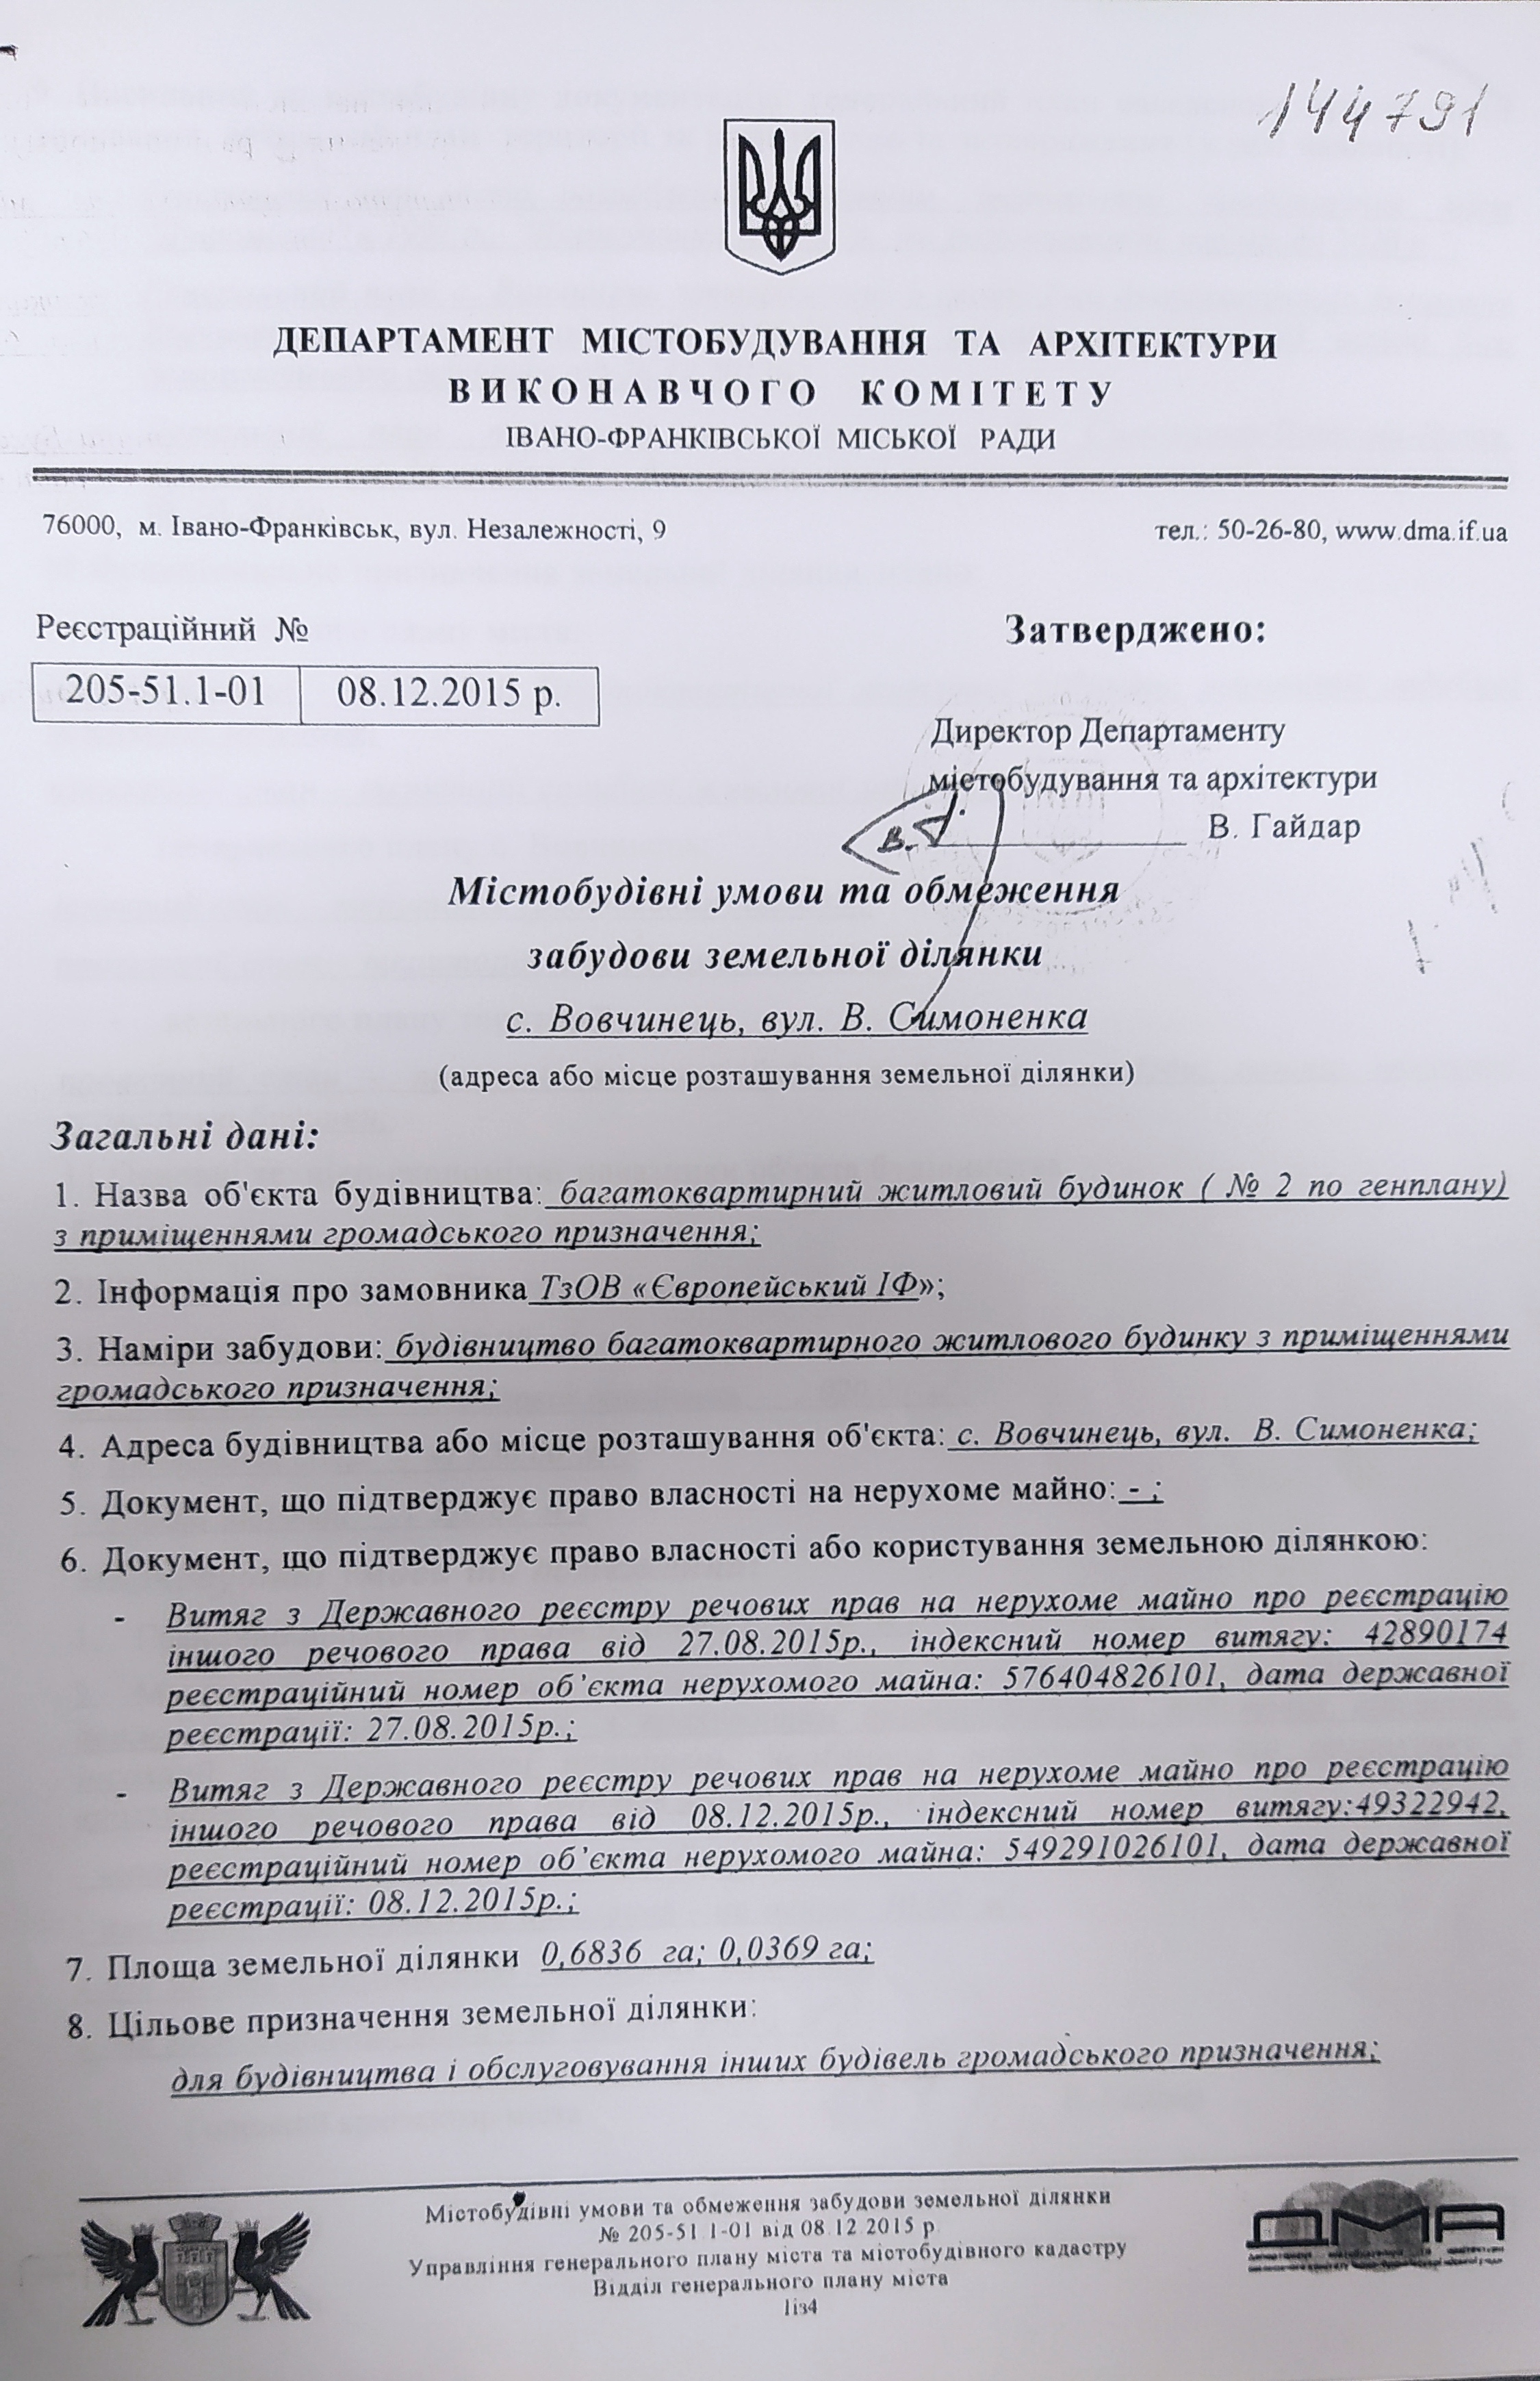 144791
ДЕПАРТАМЕНТ МІСТОБУДУВАННЯ ТА АРХІТЕКТУРИ
ВИКОНАВЧОГО КОМІТЕТУ
ІВАНО-ФРАНКІВСЬКОЇ МІСЬКОЇ РАДИ
76000, м. Івано-Франківськ, вул. Незалежності, 9 тел.: 50-26-80, www.dma.if.ua
Реєстраційний №
205-51.1-01 08.12.2015 р.
Затверджено:
Директор Департаменту
містобудування та архітектури
В. Гайдар
Містобудівні умови та обмеження
забудови земельної ділянки
с. Вовчинець, вул. В. Симоненка
(адреса або місце розташування земельної ділянки)
Загальні дані:
1. Назва об'єкта будівництва: багатоквартирний житловий будинок ( № 2 по генплану)
з приміщеннями громадського призначення;
2. Інформація про замовника ТзОВ «Європейський ІФ»;
3. Наміри забудови: будівництво багатоквартирного житлового будинку з приміщеннями
громадського призначення;
4. Адреса будівництва або місце розташування об'єкта: с. Вовчинець, вул. В. Симоненка;
5. Документ, що підтверджує право власності на нерухоме майно: - ;
6. Документ, що підтверджує право власності або користування земельною ділянкою:
- Витяг з Державного реєстру речових прав на нерухоме майно про реєстрацію
іншого речового права від 27.08.2015р., індексний номер витягу: 42890174
реєстраційний номер об'єкта нерухомого майна: 576404826101, дата державної
реєстрації: 27.08.2015р.;
- Витяг з Державного реєстру речових прав на нерухоме майно про реєстрацію
іншого речового права від 08.12.2015р., індексний номер витягу:49322942,
реєстраційний номер об'єкта нерухомого майна: 549291026101, дата державної
реєстрації: 08.12.2015р.;
7. Площа земельної ділянки 0,6836 га; 0,0369 га;
8. Цільове призначення земельної ділянки:
для будівництва і обслуговування інших будівель громадського призначення;
Містобудівні умови та обмеження забудови земельної ділянки
№ 205-51 1-01 від 08 12 2015 р
Управління генерального плану міста та містобудівного кадастру
Відділ генерального плану міста
1із4
DMA